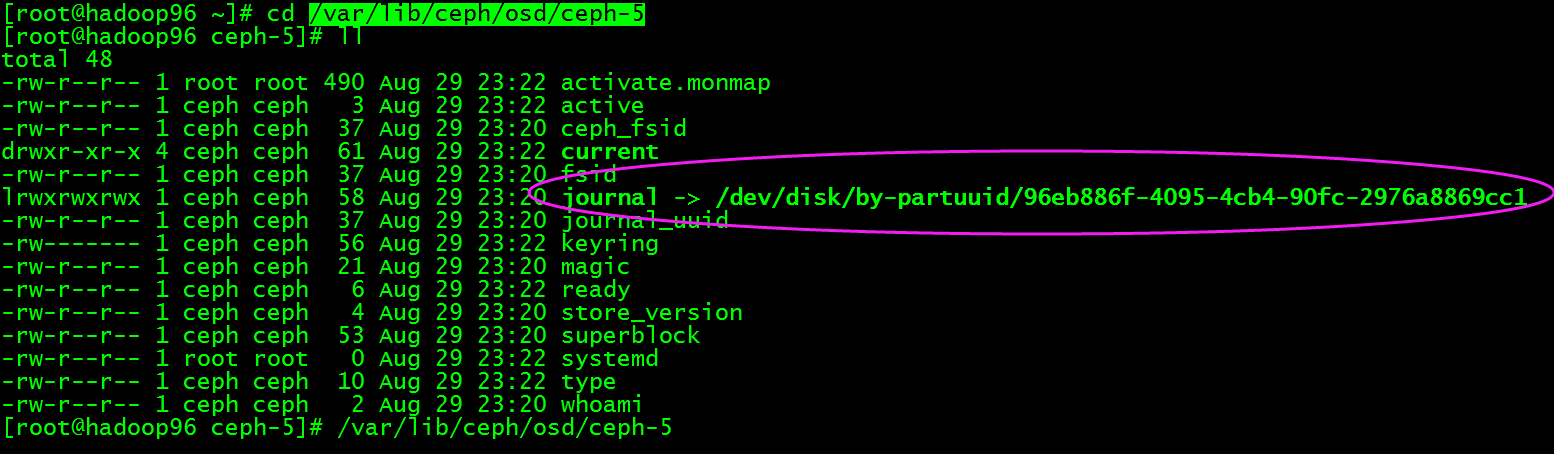 [root@hadoop96 ~]# cd /var/lib/ceph/osd/ceph-5
[root@hadoop96 ceph-5]# ll
total 48
-rw-r--r-- 1 root root 490 Aug 29 23:22 activate.monmap
-rw-r--r-- 1 ceph ceph   3 Aug 29 23:22 active
-rw-r--r-- 1 ceph ceph  37 Aug 29 23:20 ceph_fsid
drwxr-xr-x 4 ceph ceph  61 Aug 29 23:22 current
-rw-r--r-- 1 ceph ceph  37 Aug 29 23:20 fsid
lrwxrwxrwx 1 ceph ceph  58 Aug 29 23:20 journal -> /dev/disk/by-partuuid/96eb886f-4095-4cb4-90fc-2976a8869cc1
-rw-r--r-- 1 ceph ceph  37 Aug 29 23:20 journal_uuid
-rw------- 1 ceph ceph  56 Aug 29 23:22 keyring
-rw-r--r-- 1 ceph ceph  21 Aug 29 23:20 magic
-rw-r--r-- 1 ceph ceph   6 Aug 29 23:22 ready
-rw-r--r-- 1 ceph ceph   4 Aug 29 23:20 store_version
-rw-r--r-- 1 ceph ceph  53 Aug 29 23:20 superblock
-rw-r--r-- 1 root root   0 Aug 29 23:22 systemd
-rw-r--r-- 1 ceph ceph  10 Aug 29 23:22 type
-rw-r--r-- 1 ceph ceph   2 Aug 29 23:20 whoami
[root@hadoop96 ceph-5]# /var/lib/ceph/osd/ceph-5